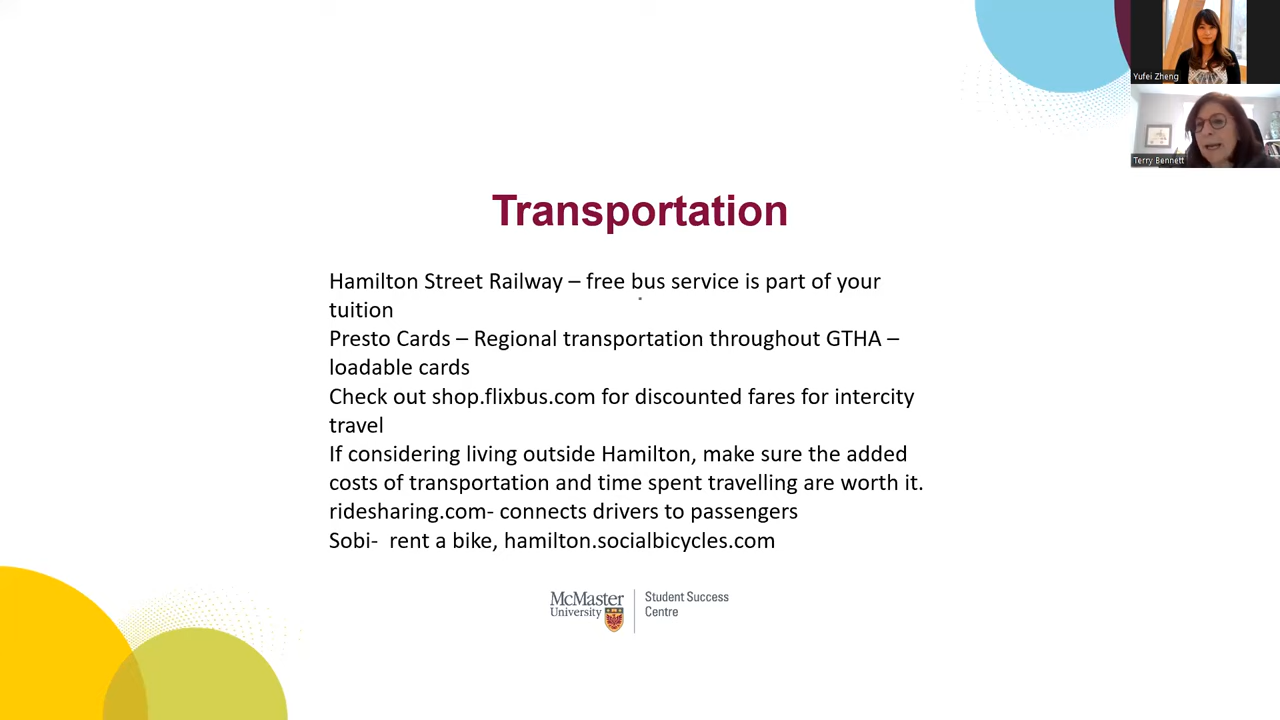 Yufei Zheng
Terry Bennett
Transportation
Hamilton Street Railway – free bus service is part of your
tuition
Presto Cards – Regional transportation throughout GTHA –
loadable cards
Check out shop.flixbus.com for discounted fares for intercity
travel
If considering living outside Hamilton, make sure the added
costs of transportation and time spent travelling are worth it.
ridesharing.com- connects drivers to passengers
Sobi-  rent a bike, hamilton.socialbicycles.com
McMaster
University
Student Success
Centre